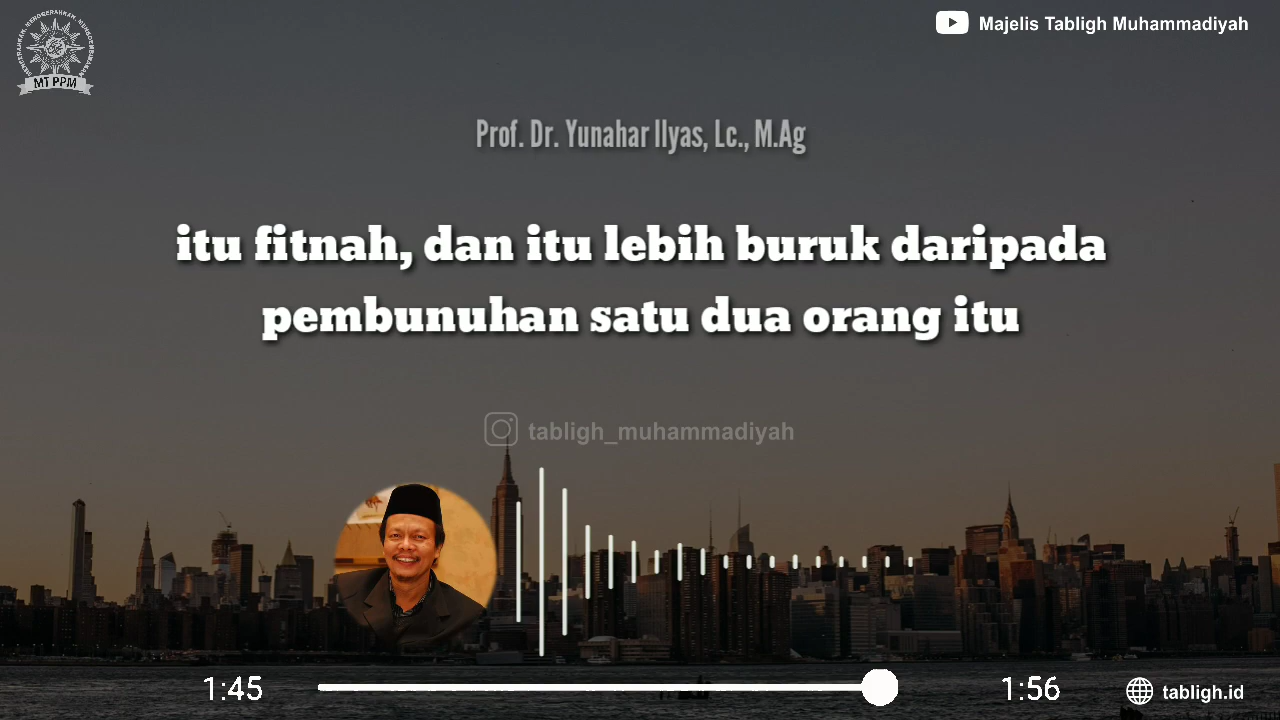 Majelis Tabligh Muhammadiyah
MT PPM
Prof. Dr. Yunahar Ilyas, Lc., M.Ag
itu fitnah, dan itu lebih buruk daripada
pembunuhan satu dua orang itu
tabligh_muhammadiyah
1:45
1:56
tabligh.id